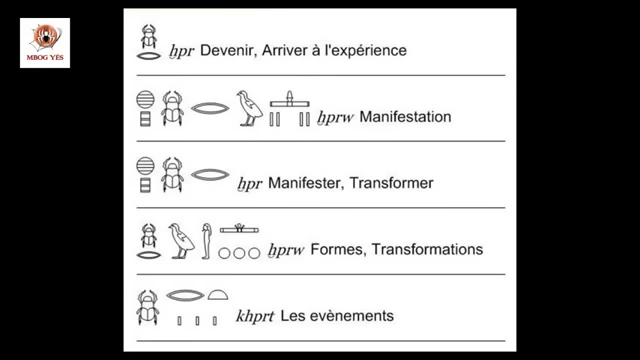 MBOG YÈS
ḫpr Devenir, Arriver à l'expérience
ḫprw Manifestation
ḫpr Manifester, Transformer
ḫprw Formes, Transformations
khprt Les evènements